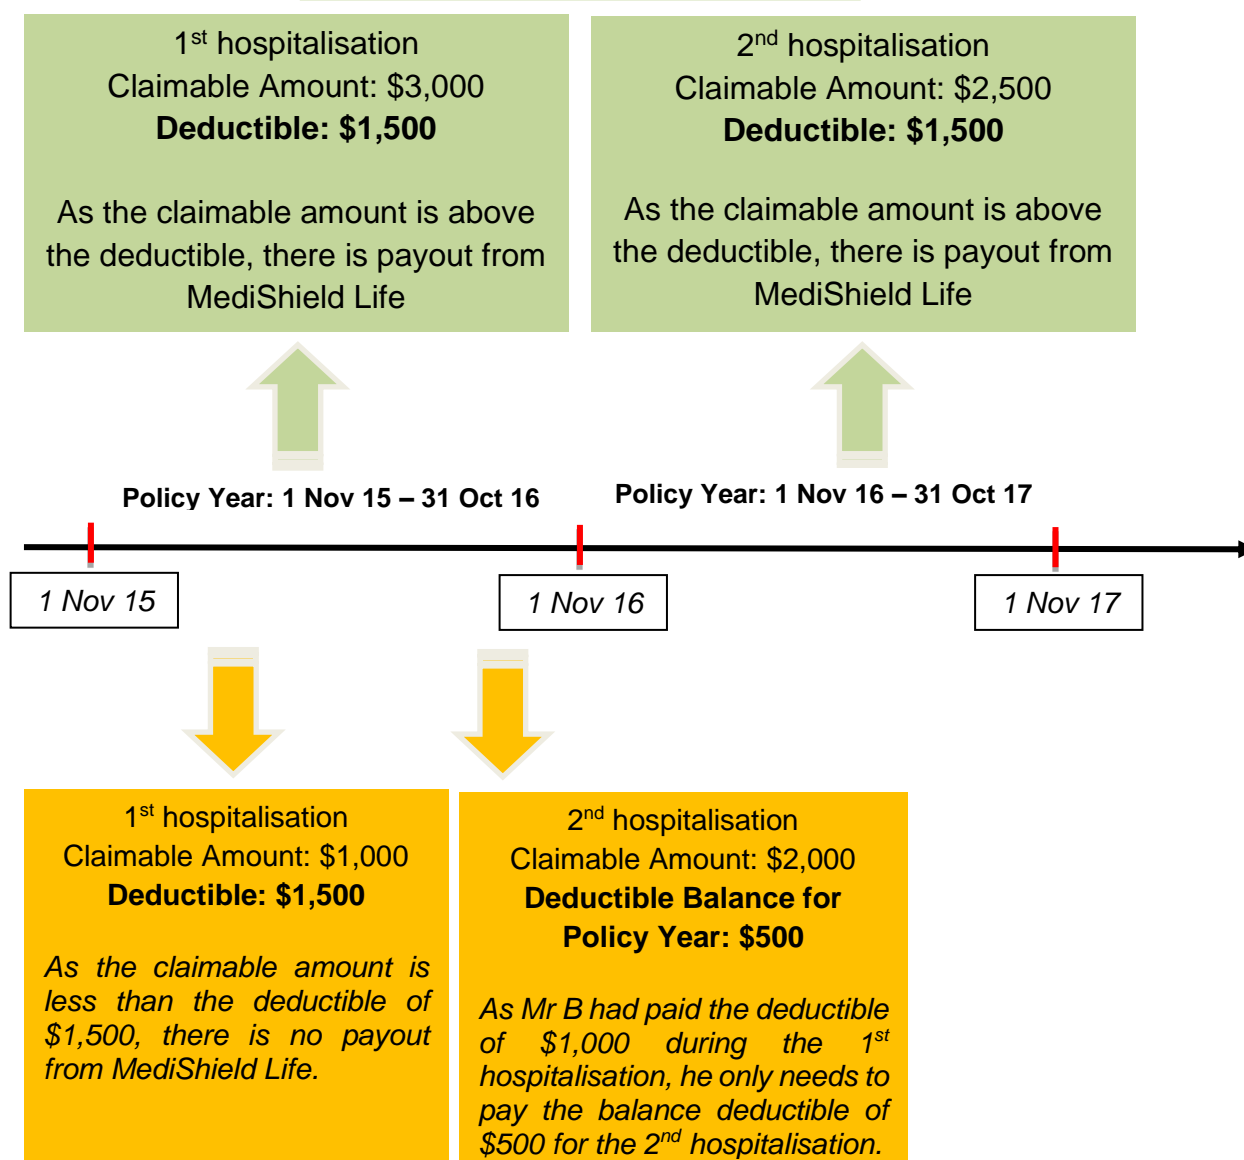 1st hospitalisation
Claimable Amount: $3,000
Deductible: $1,500
As the claimable amount is above
the deductible, there is payout from
MediShield Life
2nd hospitalisation
Claimable Amount: $2,500
Deductible: $1,500
As the claimable amount is above
the deductible, there is payout from
MediShield Life
Policy Year: 1 Nov 15 – 31 Oct 16
Policy Year: 1 Nov 16 – 31 Oct 17
1 Nov 15
1 Nov 16
1 Nov 17
1st hospitalisation
Claimable Amount: $1,000
Deductible: $1,500
As the claimable amount is
less than the deductible of
$1,500, there is no payout
from MediShield Life.
2nd hospitalisation
Claimable Amount: $2,000
Deductible Balance for
Policy Year: $500
As Mr B had paid the deductible
of $1,000 during the 1st
hospitalisation, he only needs to
pay the balance deductible of
$500 for the 2nd hospitalisation.